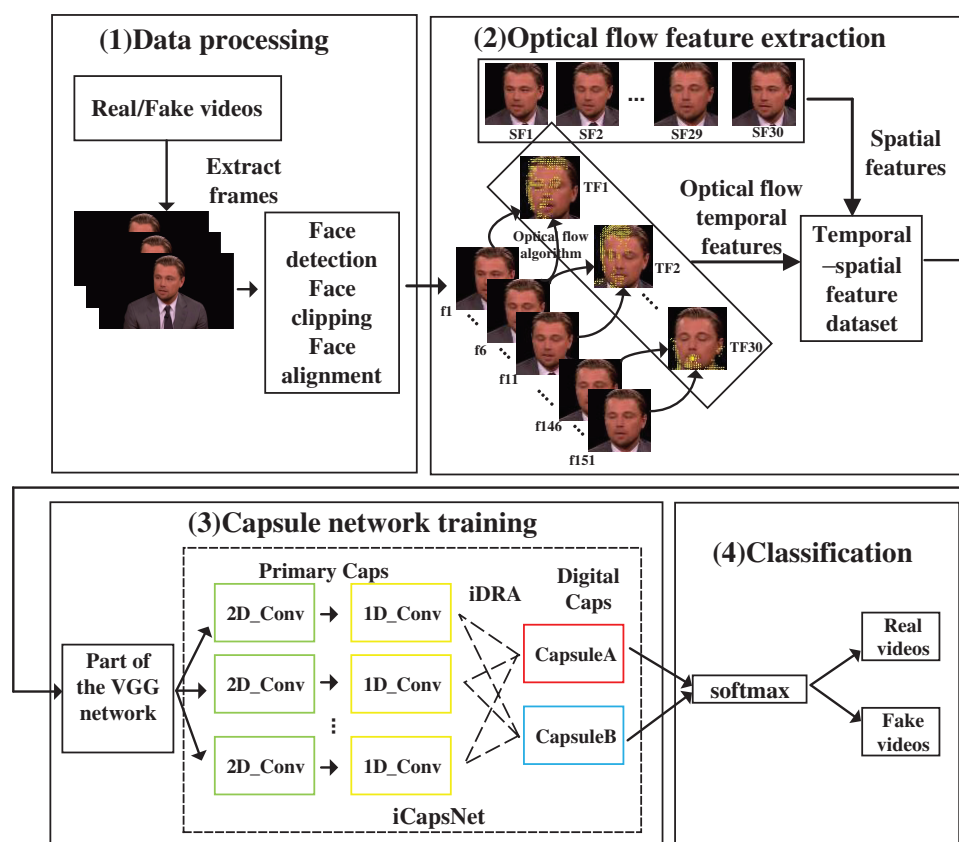 (1)Data processing
Real/Fake videos
Extract
frames
Face
detection
Face
clipping
Face
alignment
(2)Optical flow feature extraction
SF1
SF2
...
SF29
SF30
Spatial
features
TF1
Optical flow
algorithm
TF2
TF30
f1
f6
f11
f146
f151
Optical flow
temporal
features
Temporal
–spatial
feature
dataset
(3)Capsule network training
Part of
the VGG
network
Primary Caps
2D_Conv
1D_Conv
2D_Conv
1D_Conv
2D_Conv
1D_Conv
iDRA
Digital
Caps
CapsuleA
CapsuleB
iCapsNet
(4)Classification
softmax
Real
videos
Fake
videos